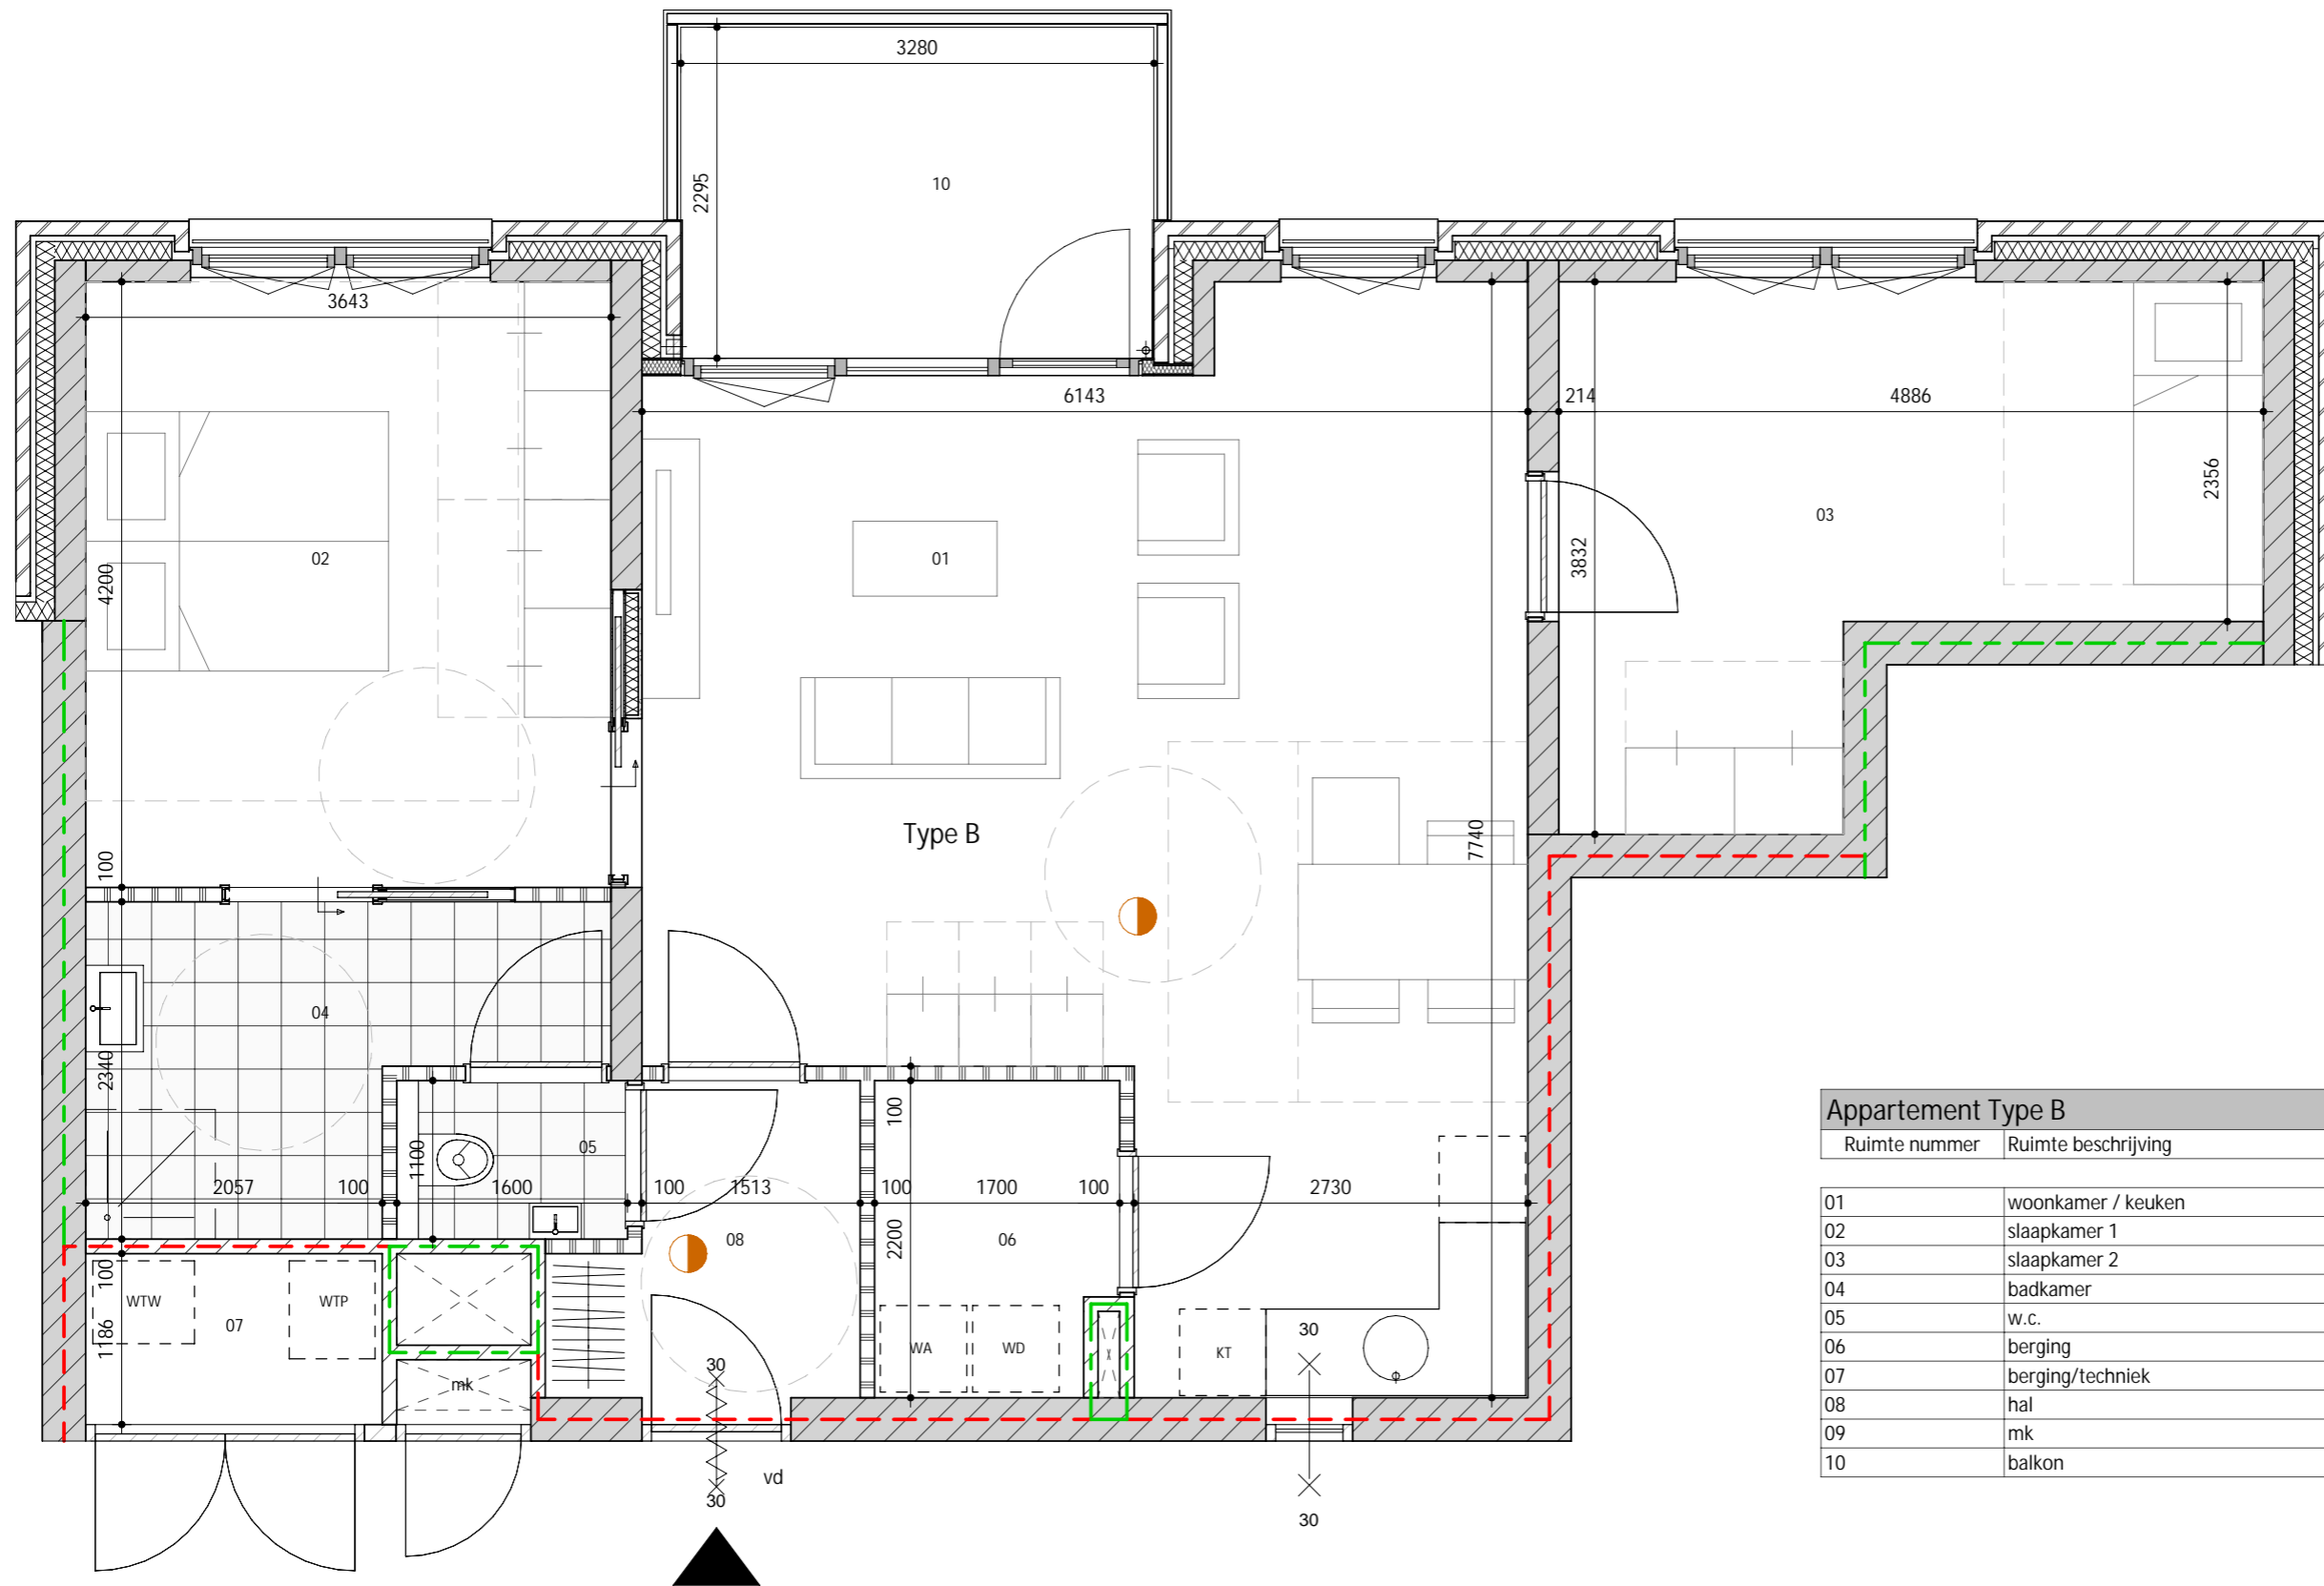 3280
2295
10
3643
6143
214
4886
2356
02
01
03
4200
3832
Type B
7740
100
04
2340
05
1100
100
2057
100
1600
100
1513
100
1700
100
2730
08
2200
06
100
WTW
WTP
07
1186
mk
WA
WD
KT
30
30
vd
30
30
Appartement Type B
Ruimte nummer Ruimte beschrijving
01 woonkamer / keuken
02 slaapkamer 1
03 slaapkamer 2
04 badkamer
05 w.c.
06 berging
07 berging/techniek
08 hal
09 mk
10 balkon